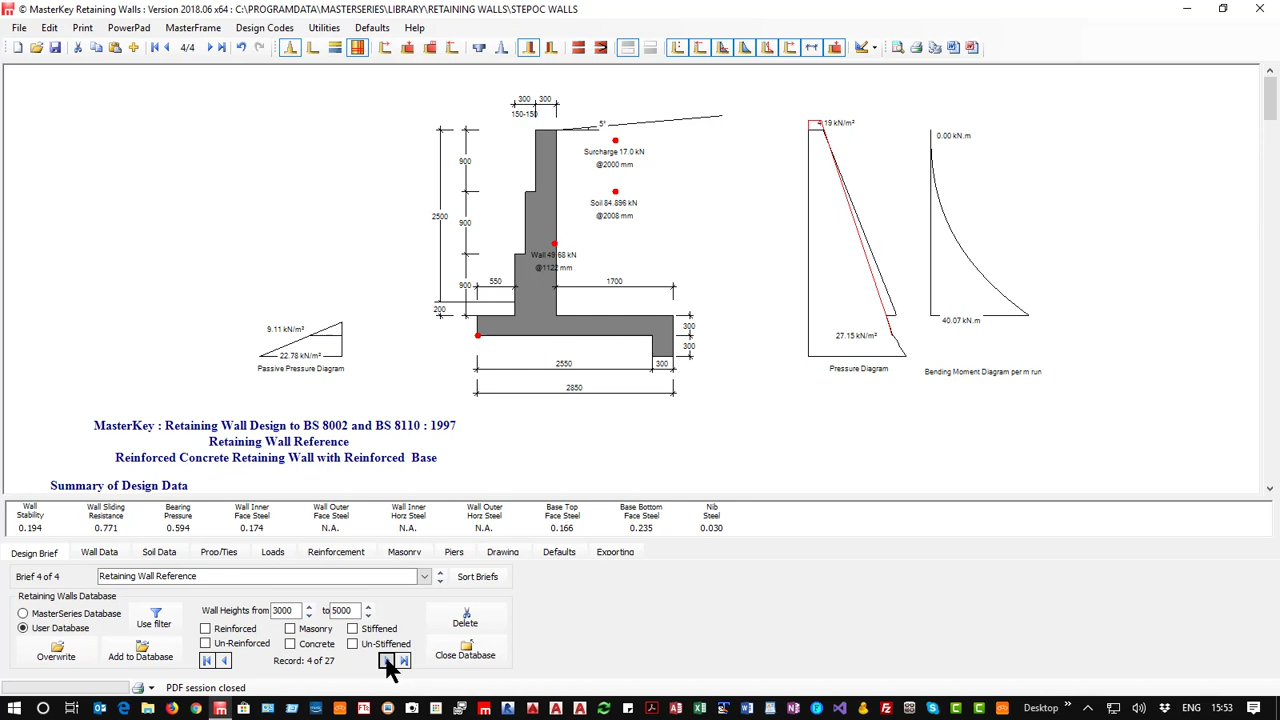 © MasterKey Retaining Walls : Version 2018.06 x64 : C:\PROGRAMDATA\MASTERSERIES\LIBRARY\RETAINING WALLS\STEPOC WALLS
File Edit Print PowerPad MasterFrame Design Codes Utilities Defaults Help
4/4
300 300
150-150
5°
Surcharge 17.0 kN
@2000 mm
Soil 84.896 kN
@2008 mm
Wall 49.68 kN
@1122 mm
900
900
900
2500
200
550
1700
300
300
2550
300
2850
9.11 kN/m²
22.78 kN/m²
Passive Pressure Diagram
4.19 kN/m²
27.15 kN/m²
Pressure Diagram
0.00 kN.m
40.07 kN.m
Bending Moment Diagram per m run
MasterKey : Retaining Wall Design to BS 8002 and BS 8110 : 1997
Retaining Wall Reference
Reinforced Concrete Retaining Wall with Reinforced Base
Summary of Design Data
Wall Stability Wall Sliding Resistance Bearing Pressure Wall Inner Face Steel Wall Outer Face Steel Wall Inner Horz Steel Wall Outer Horz Steel Base Top Face Steel Base Bottom Face Steel Nib Steel
0.194 0.771 0.594 0.174 N.A. N.A. N.A. 0.166 0.235 0.030
Design Brief Wall Data Soil Data Prop/Ties Loads Reinforcement Masonry Piers Drawing Defaults Exporting
Brief 4 of 4 Retaining Wall Reference Sort Briefs
Retaining Walls Database
MasterSeries Database
User Database
Use filter
Overwrite
Add to Database
Wall Heights from 3000 to 5000
Reinforced Masonry Stiffened
Un-Reinforced Concrete Un-Stiffened
Record: 4 of 27
Delete
Close Database
PDF session closed
Desktop » ENG 15:53